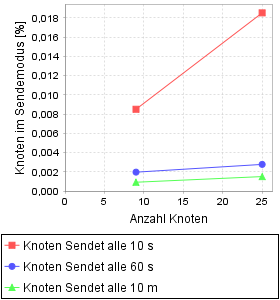 Knoten im Sendemodus [%]
0,018
0,016
0,014
0,012
0,010
0,008
0,006
0,004
0,002
0,000
0 5 10 15 20 25
Anzahl Knoten
Knoten Sendet alle 10 s
Knoten Sendet alle 60 s
Knoten Sendet alle 10 m